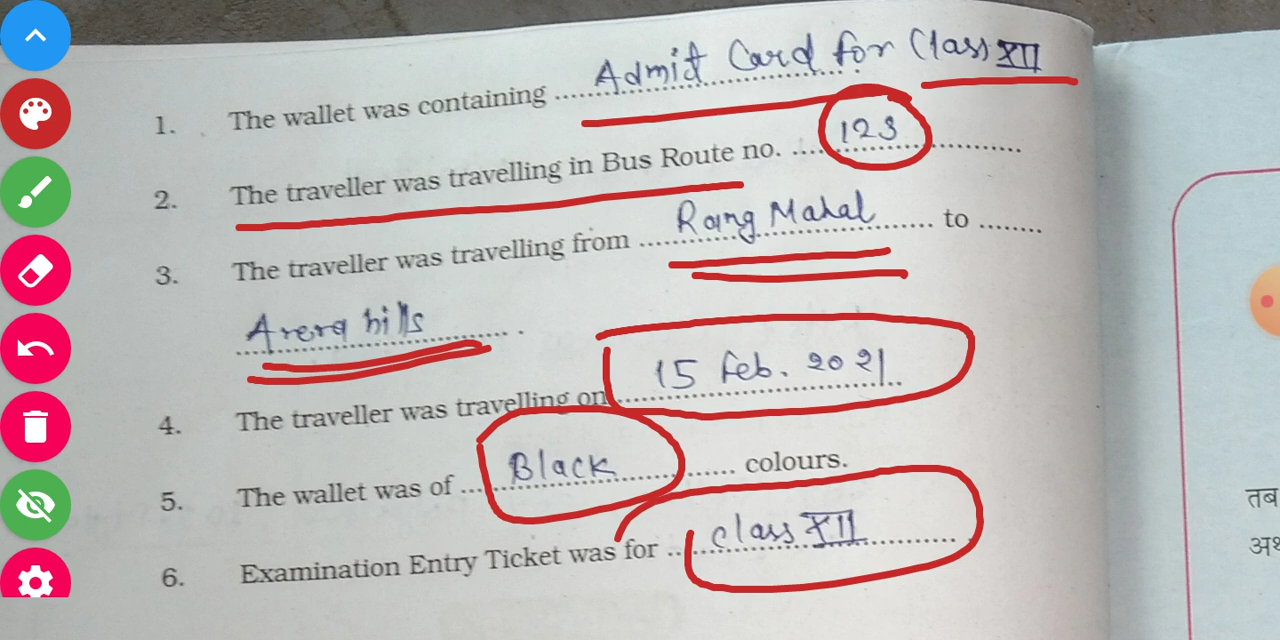 1. The wallet was containing ... Admit Card for Class XII
2. The traveller was travelling in Bus Route no. ... 123 ...
3. The traveller was travelling from ... Rang Mahal ... to ...
Arera hills ... .
4. The traveller was travelling on ... 15 Feb. 2021 ...
5. The wallet was of ... Black ... colours.
6. Examination Entry Ticket was for ... class XII ... .
तब